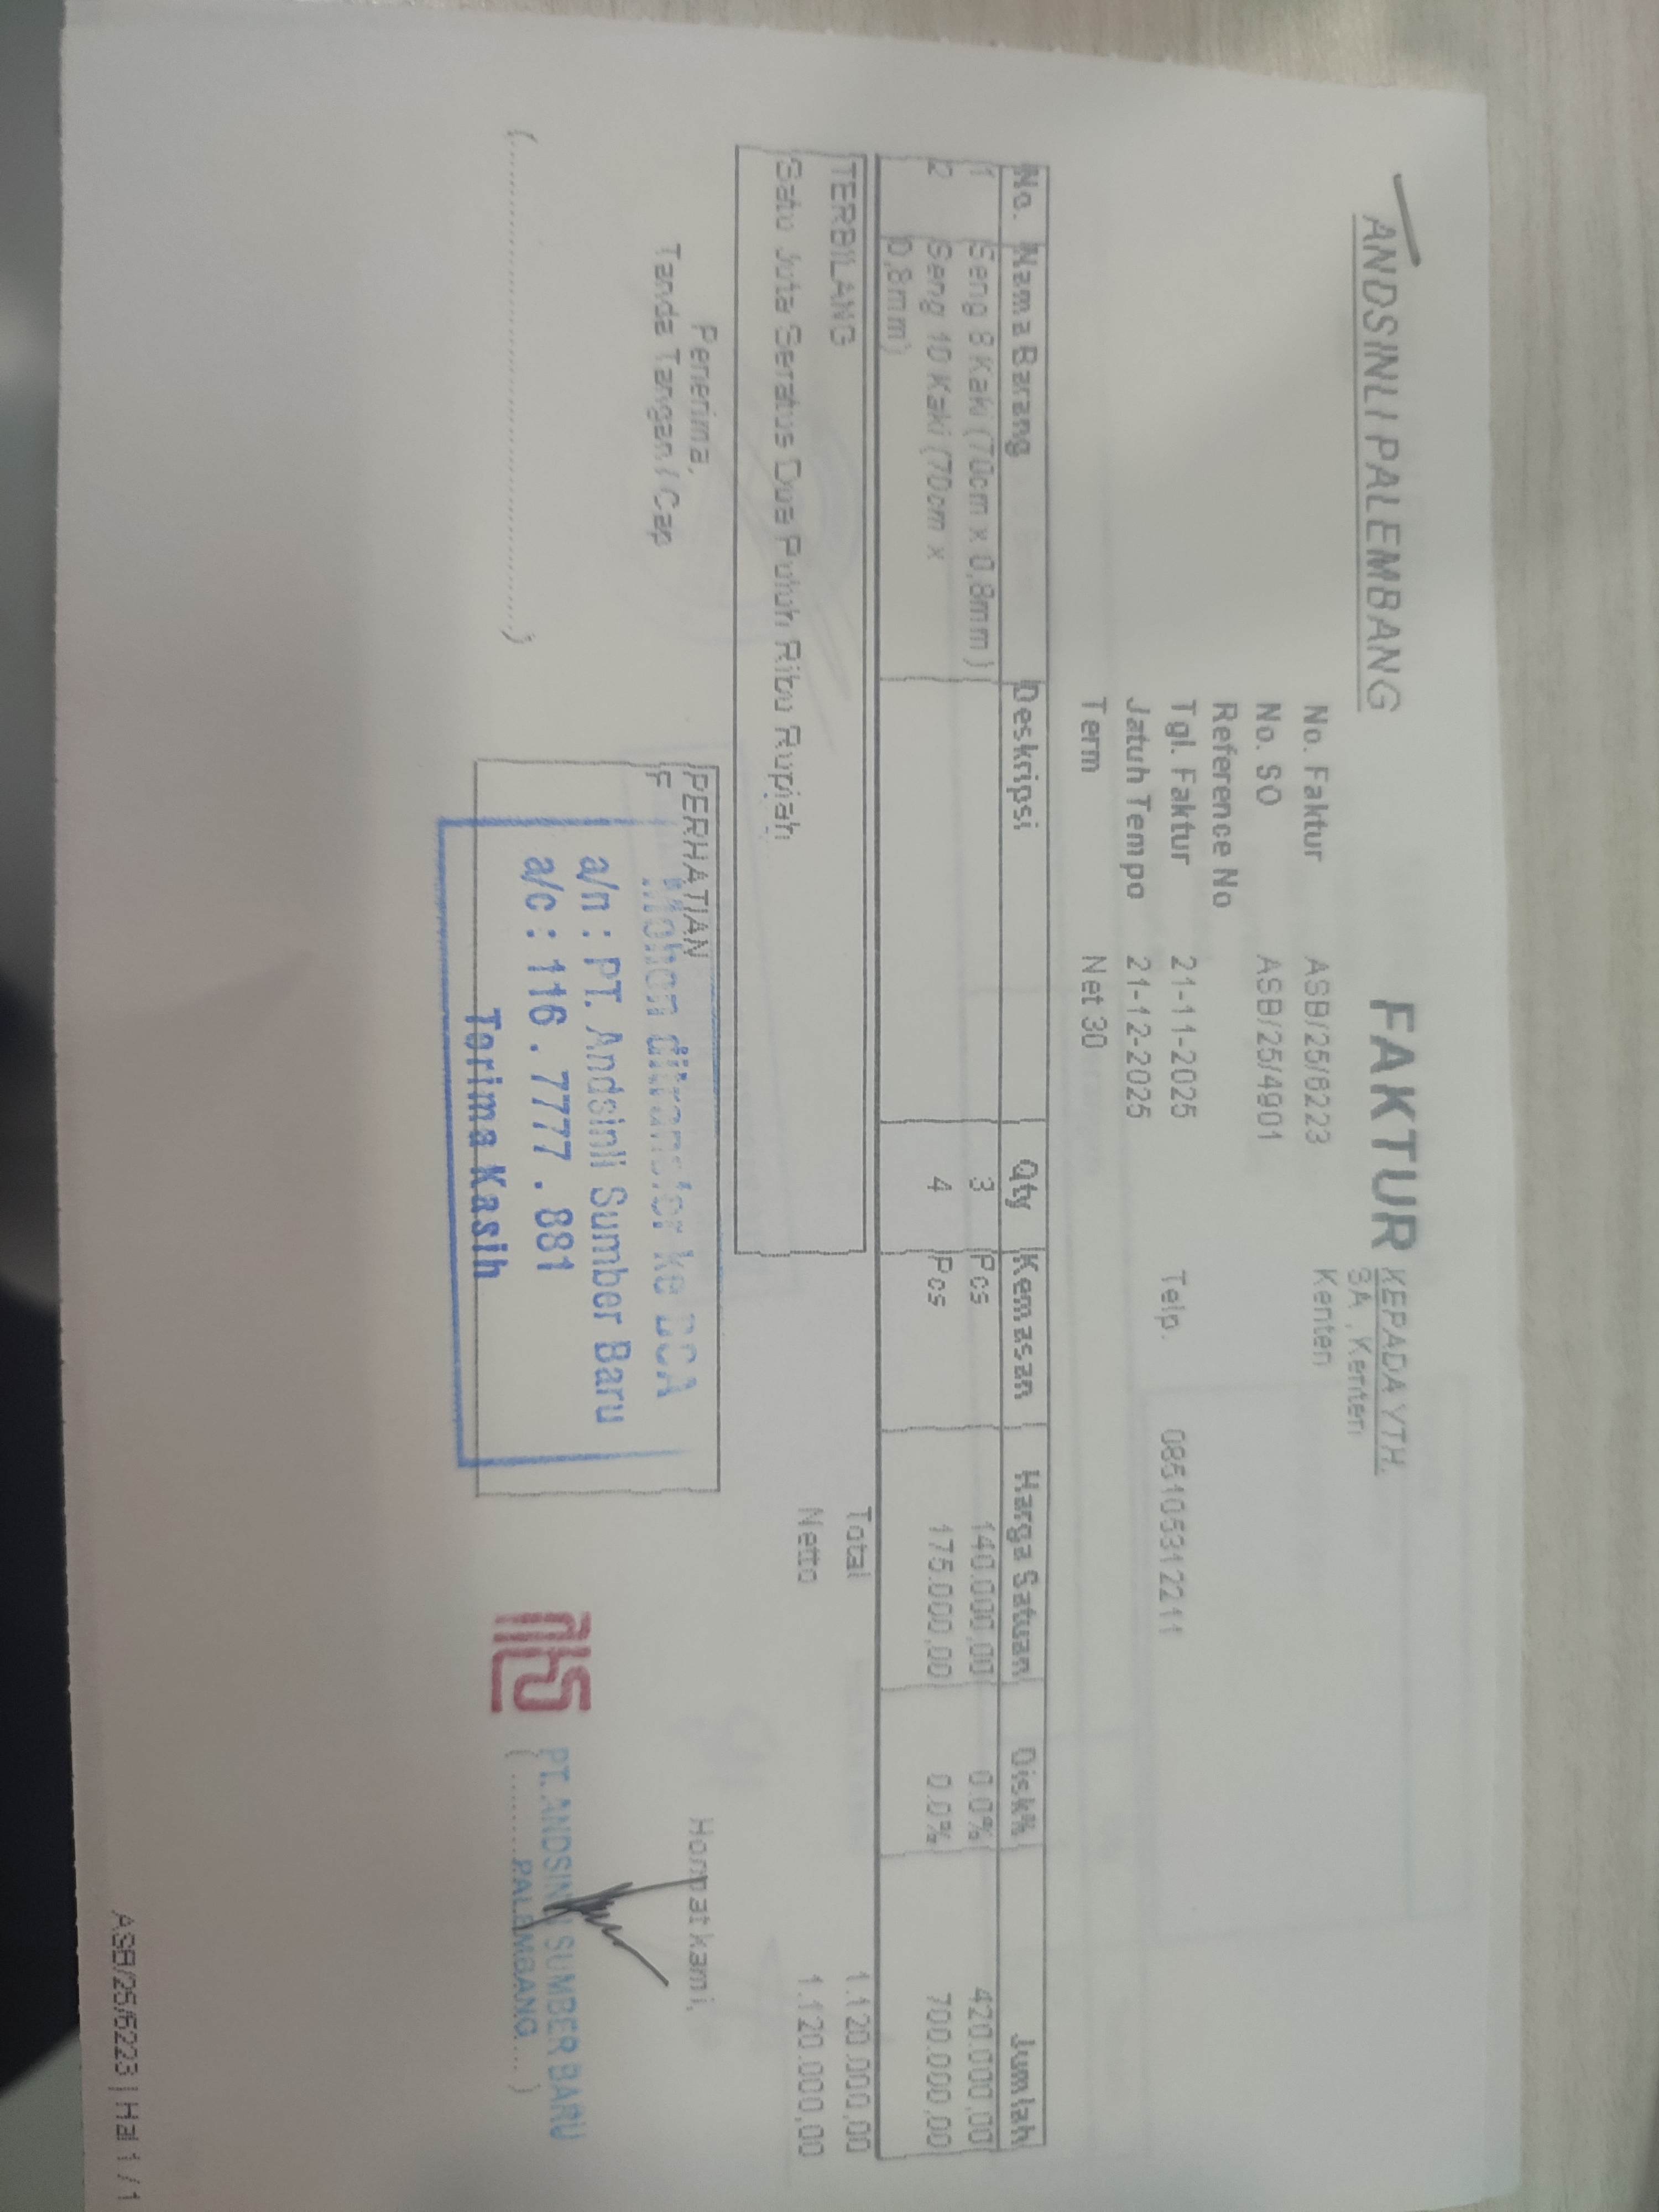 ANDSINLI PALEMBANG
FAKTUR
KEPADA YTH.
3A, Kenten
Kenten
No. Faktur ASB/25/6223
No. SO ASB/25/4901
Reference No
Tgl. Faktur 21-11-2025
Telp. 085105312211
Jatuh Tempo 21-12-2025
Term Net 30
No. Nama Barang Deskripsi Qty Kemasan Harga Satuan Disk% Jumlah
1 Seng 8 Kaki (70cm x 0,8mm) 3 Pcs 140.000,00 0.0% 420.000,00
2 Seng 10 Kaki (70cm x 4 Pcs 175.000,00 0.0% 700.000,00
0,8mm)
TERBILANG
Satu Juta Seratus Dua Puluh Ribu Rupiah
Total 1.120.000,00
Netto 1.120.000,00
Penerima,
Tanda Tangan / Cap
(..............................)
PERHATIAN
F
Mohon ditransfer ke BCA
a/n : PT. Andsinli Sumber Baru
a/c : 116 . 7777 . 881
Terima Kasih
Hormat kami,
PT. ANDSINLI SUMBER BARU
PALEMBANG
ASB/25/6223 | Hal 1 / 1